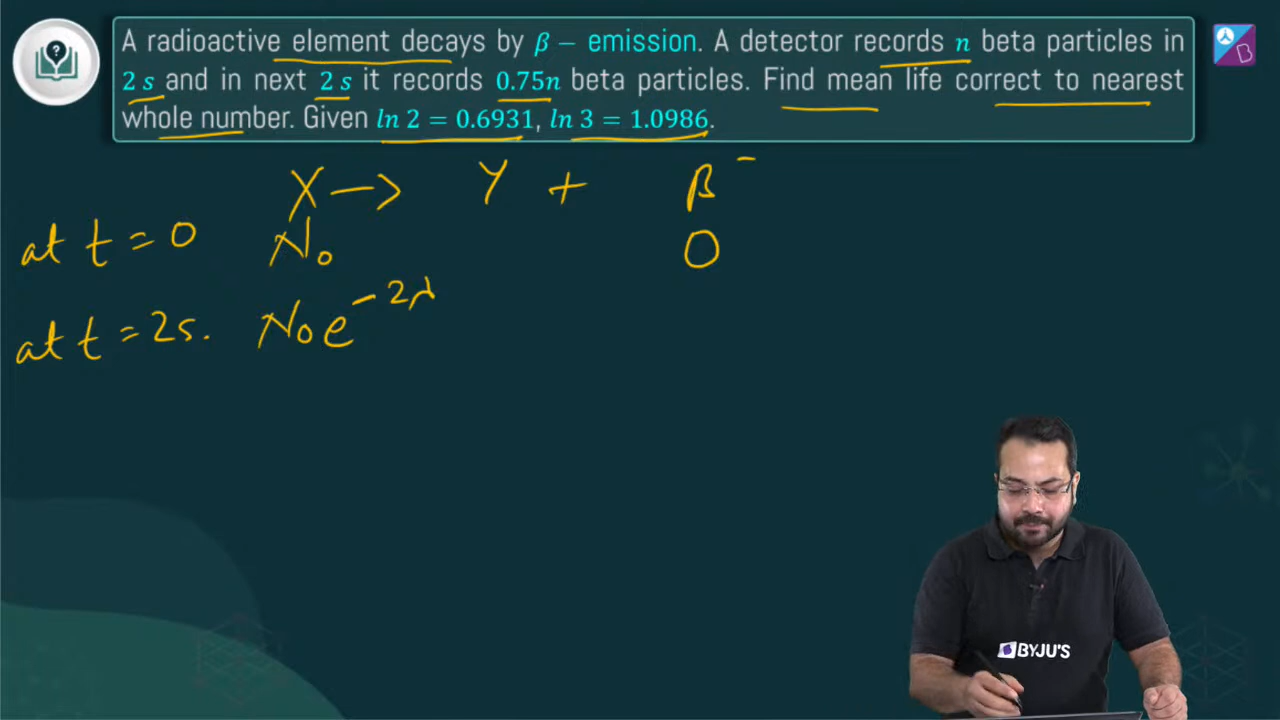 A radioactive element decays by β − emission. A detector records n beta particles in
2 s and in next 2 s it records 0.75n beta particles. Find mean life correct to nearest
whole number. Given ln 2 = 0.6931, ln 3 = 1.0986.
X → Y + β⁻
at t = 0 N₀ 0
at t = 2s. N₀e^−2λ
BYJU'S